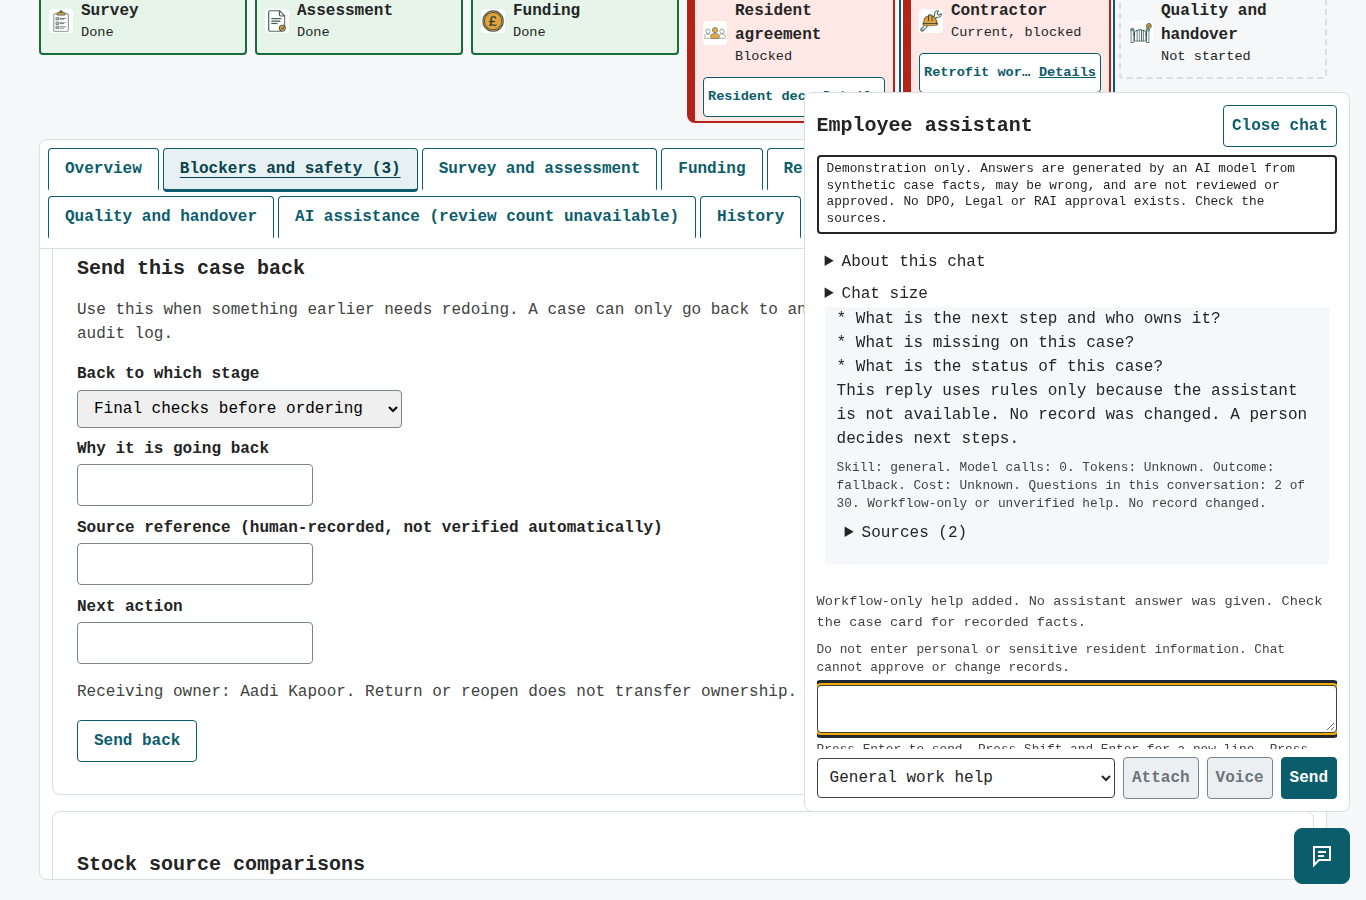 Survey
Done
Assessment
Done
Funding
Done
Resident
agreement
Blocked
Resident dec
Contractor
Current, blocked
Retrofit wor… Details
Quality and
handover
Not started
Overview
Blockers and safety (3)
Survey and assessment
Funding
Re
Quality and handover
AI assistance (review count unavailable)
History
Send this case back
Use this when something earlier needs redoing. A case can only go back to an
audit log.
Back to which stage
Final checks before ordering
Why it is going back
Source reference (human-recorded, not verified automatically)
Next action
Receiving owner: Aadi Kapoor. Return or reopen does not transfer ownership.
Send back
Stock source comparisons
Employee assistant
Close chat
Demonstration only. Answers are generated by an AI model from
synthetic case facts, may be wrong, and are not reviewed or
approved. No DPO, Legal or RAI approval exists. Check the
sources.
About this chat
Chat size
* What is the next step and who owns it?
* What is missing on this case?
* What is the status of this case?
This reply uses rules only because the assistant
is not available. No record was changed. A person
decides next steps.
Skill: general. Model calls: 0. Tokens: Unknown. Outcome:
fallback. Cost: Unknown. Questions in this conversation: 2 of
30. Workflow-only or unverified help. No record changed.
Sources (2)
Workflow-only help added. No assistant answer was given. Check
the case card for recorded facts.
Do not enter personal or sensitive resident information. Chat
cannot approve or change records.
Press Enter to send. Press Shift and Enter for a new line. Press
General work help
Attach
Voice
Send